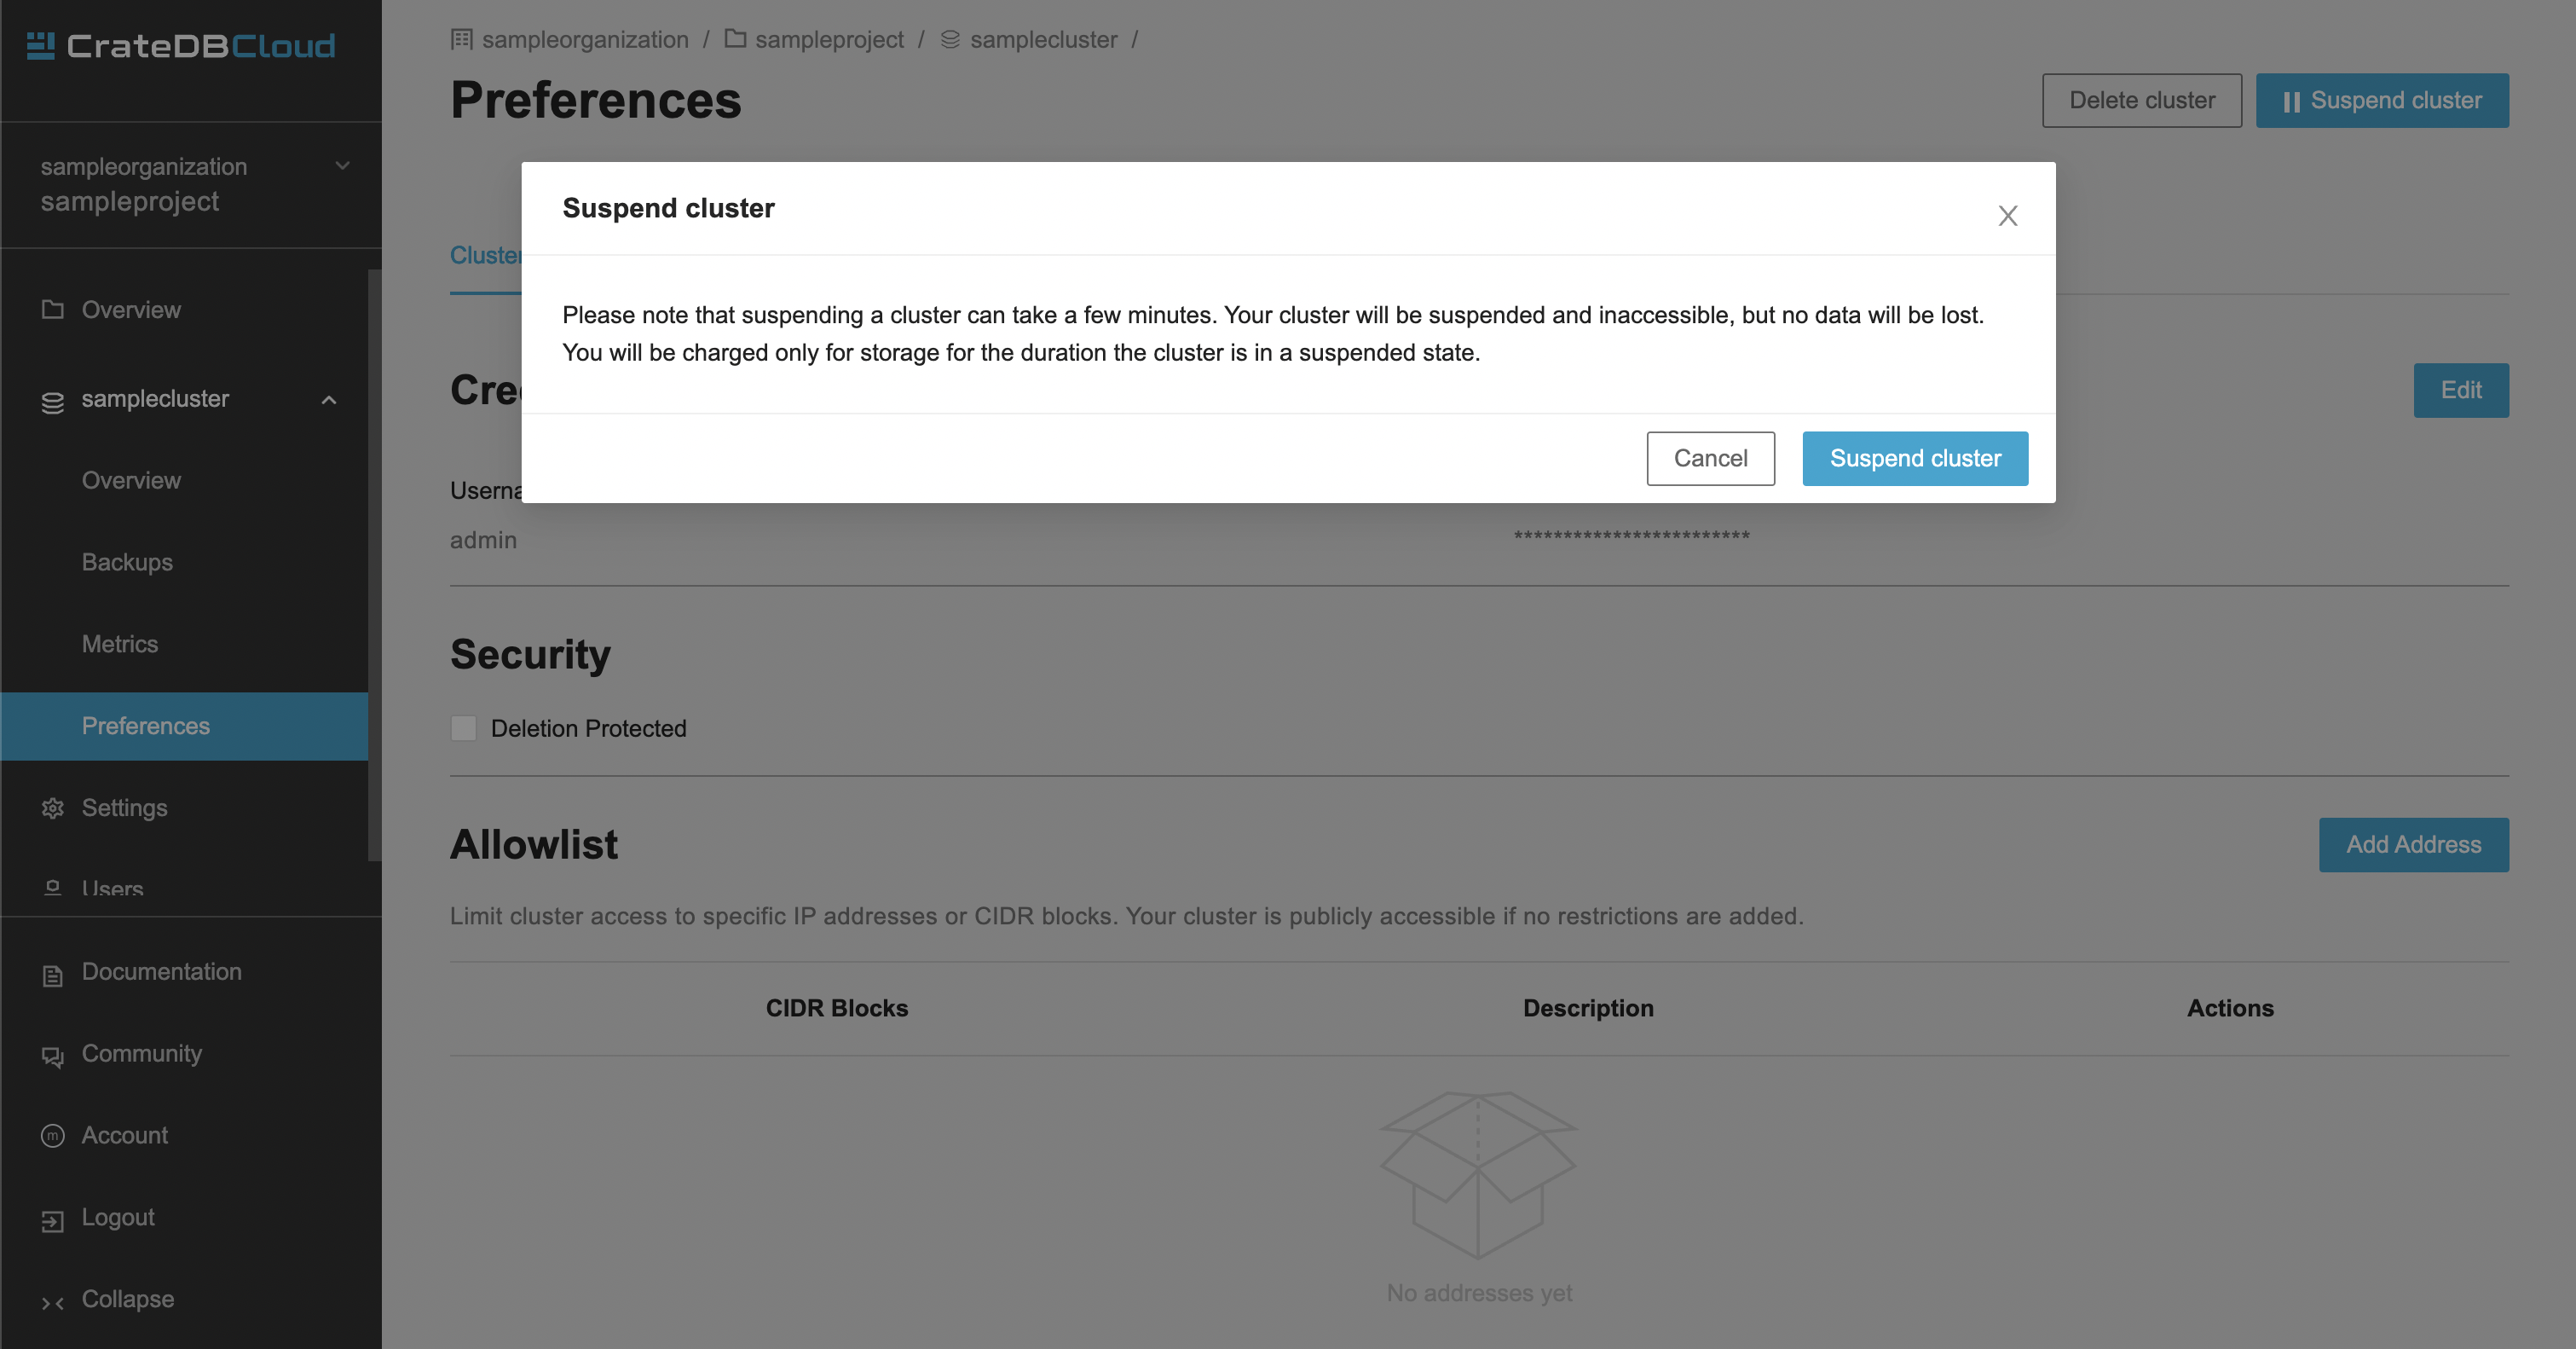 CrateDBCloud
sampleorganization
sampleproject
Overview
samplecluster
Overview
Backups
Metrics
Preferences
Settings
Users
Documentation
Community
Account
Logout
Collapse
sampleorganization / sampleproject / samplecluster /
Preferences
Delete cluster
Suspend cluster
Cluster
Suspend cluster
Please note that suspending a cluster can take a few minutes. Your cluster will be suspended and inaccessible, but no data will be lost.
You will be charged only for storage for the duration the cluster is in a suspended state.
Cancel
Suspend cluster
Cre
Edit
Userna
admin
************************
Security
Deletion Protected
Allowlist
Add Address
Limit cluster access to specific IP addresses or CIDR blocks. Your cluster is publicly accessible if no restrictions are added.
CIDR Blocks Description Actions
No addresses yet